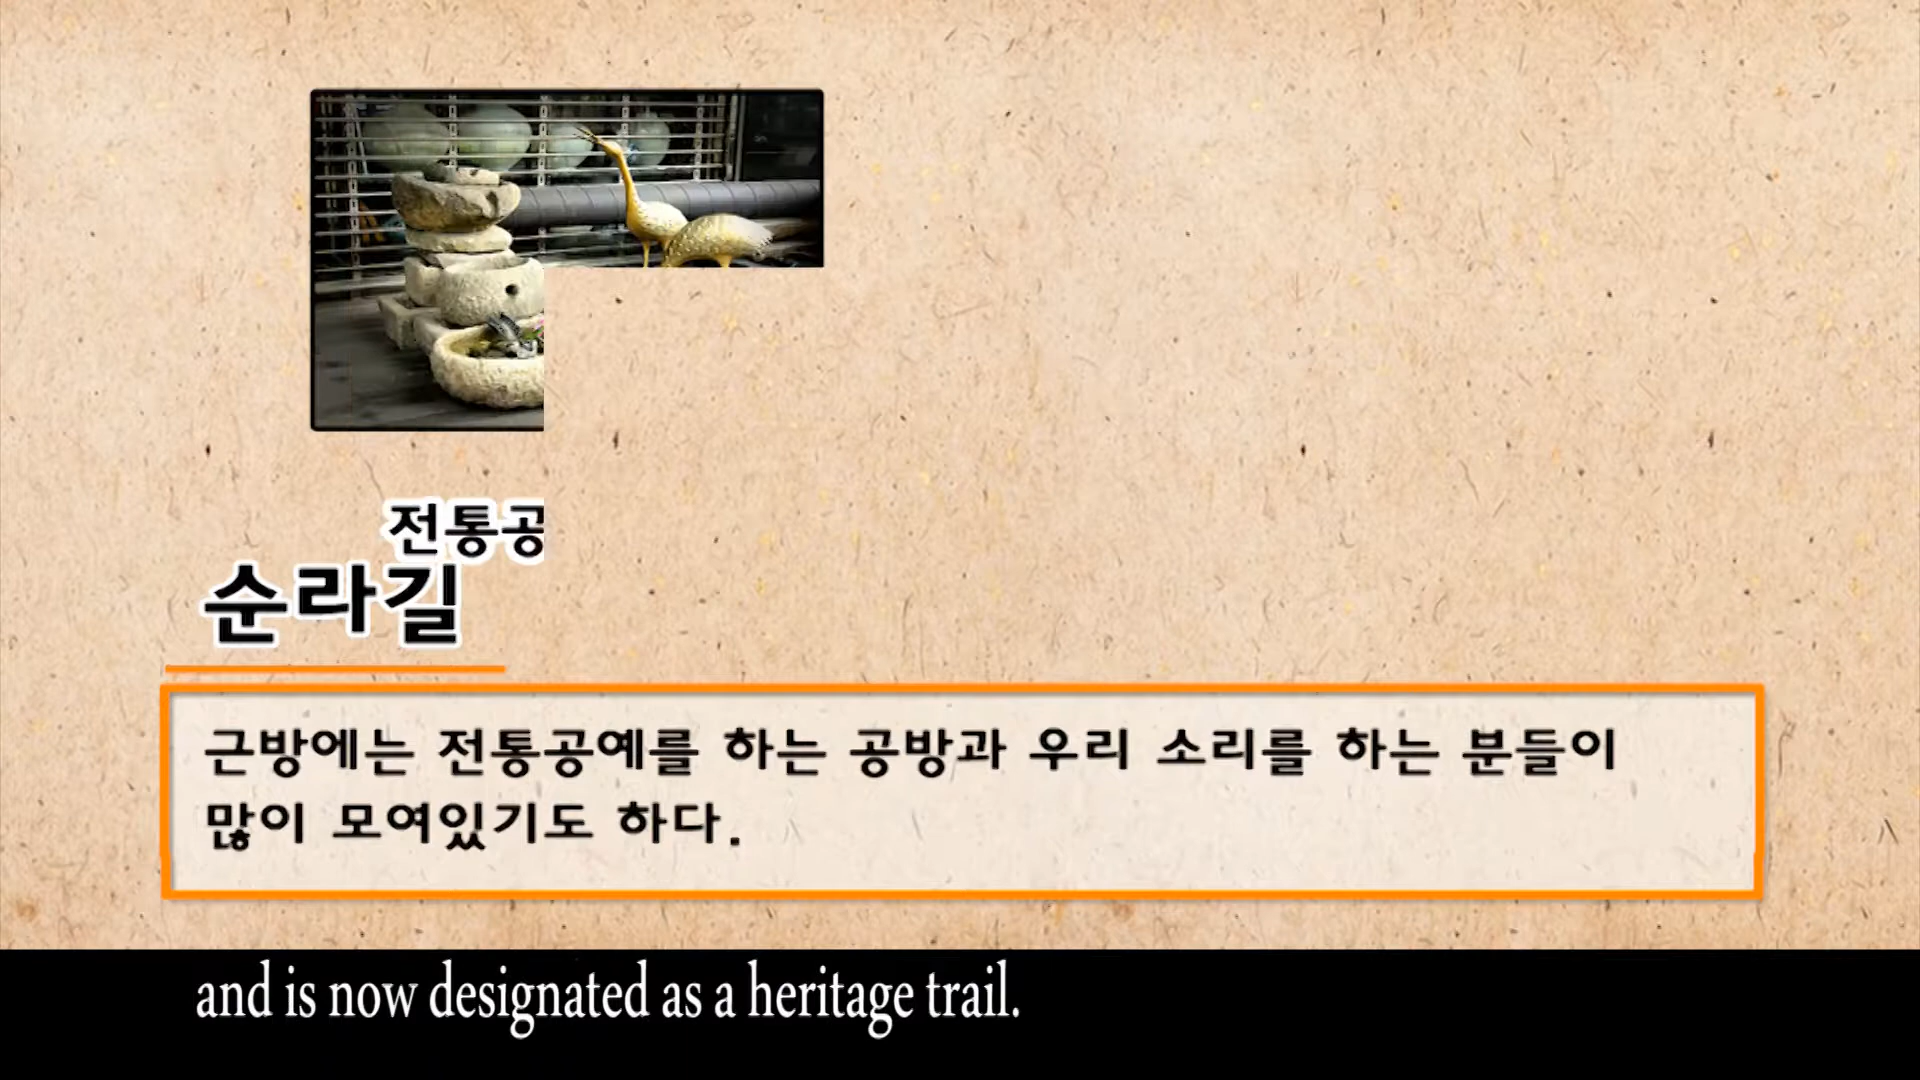 전통공
순라길
근방에는 전통공예를 하는 공방과 우리 소리를 하는 분들이
많이 모여있기도 하다.
and is now designated as a heritage trail.